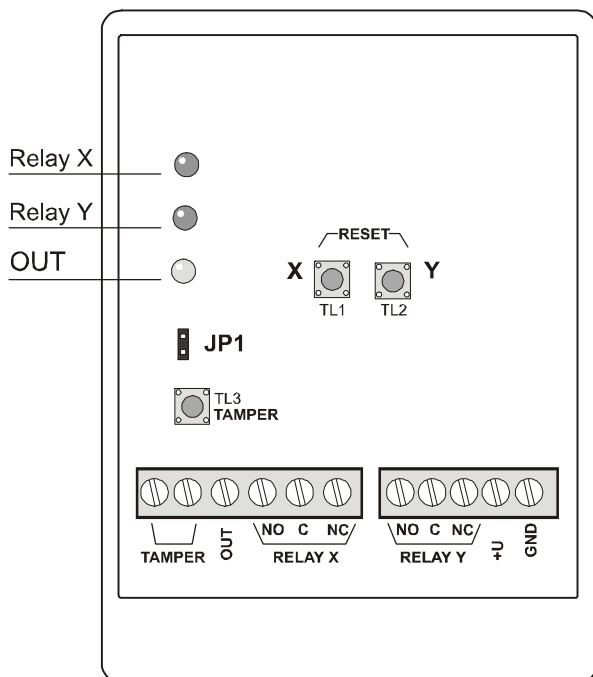 Relay X
Relay Y
OUT
RESET
X Y
TL1 TL2
JP1
TL3
TAMPER
NO C NC NO C NC
TAMPER OUT RELAY X RELAY Y +U GND